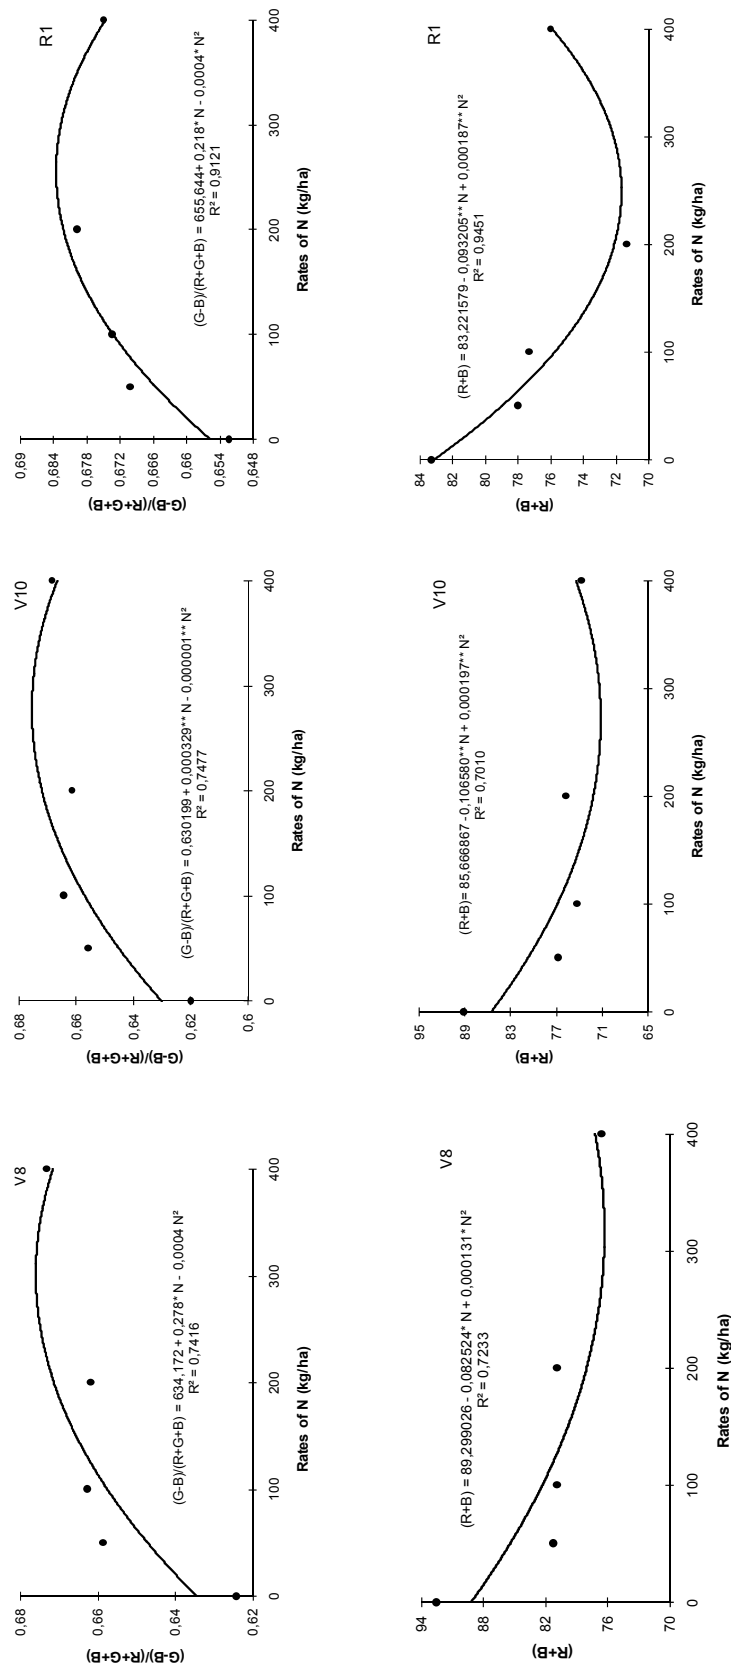 V8
(G-B)/(R+G+B)
0,68
0,66
0,64
0,62
(G-B)/(R+G+B) = 634,172 + 0,278* N - 0,0004 N²
R² = 0,7416
0 100 200 300 400
Rates of N (kg/ha)
V10
(G-B)/(R+G+B)
0,68
0,66
0,64
0,62
0,6
(G-B)/(R+G+B) = 0,630199 + 0,000329** N - 0,000001** N²
R² = 0,7477
0 100 200 300 400
Rates of N (kg/ha)
R1
(G-B)/(R+G+B)
0,69
0,684
0,678
0,672
0,666
0,66
0,654
0,648
(G-B)/(R+G+B) = 655,644+ 0,218* N - 0,0004* N²
R² = 0,9121
0 100 200 300 400
Rates of N (kg/ha)
V8
(R+B)
94
88
82
76
70
(R+B) = 89,299026 - 0,082524* N + 0,000131* N²
R² = 0,7233
0 100 200 300 400
Rates of N (kg/ha)
V10
(R+B)
95
89
83
77
71
65
(R+B)= 85,666867 -0,106580** N + 0,000197** N²
R² = 0,7010
0 100 200 300 400
Rates of N (kg/ha)
R1
(R+B)
84
82
80
78
76
74
72
70
(R+B) = 83,221579 - 0,093205** N + 0,000187** N²
R² = 0,9451
0 100 200 300 400
Rates of N (kg/ha)